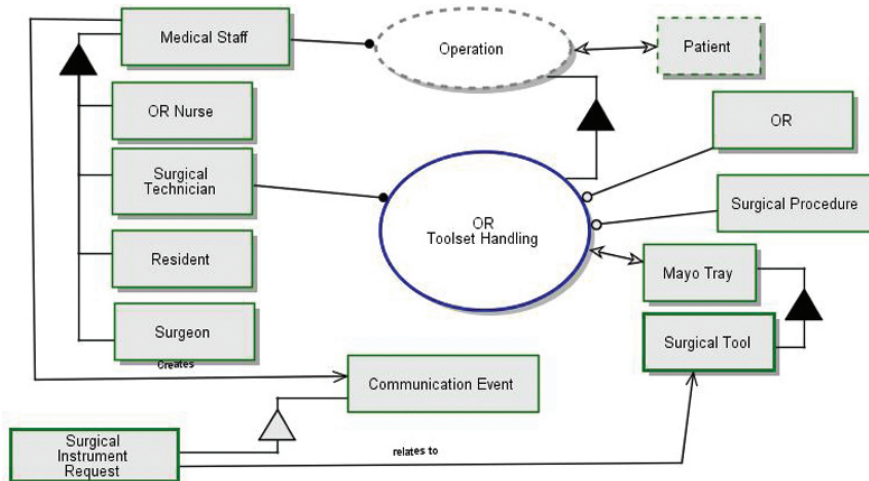 Medical Staff
Operation
Patient
OR Nurse
OR
Surgical
Technician
Surgical Procedure
OR
Toolset Handling
Resident
Mayo Tray
Surgeon
Surgical Tool
Creates
Communication Event
Surgical
Instrument
Request
relates to